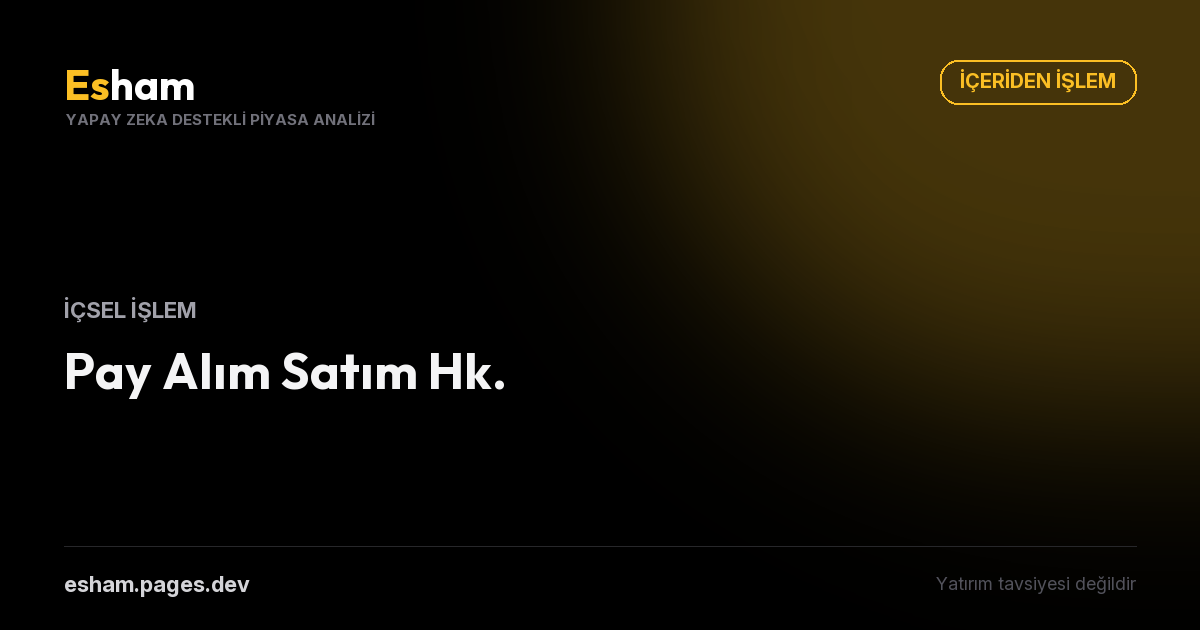 Esham
YAPAY ZEKA DESTEKLİ PİYASA ANALİZİ
İÇERİDEN İŞLEM
İÇSEL İŞLEM
Pay Alım Satım Hk.
esham.pages.dev
Yatırım tavsiyesi değildir